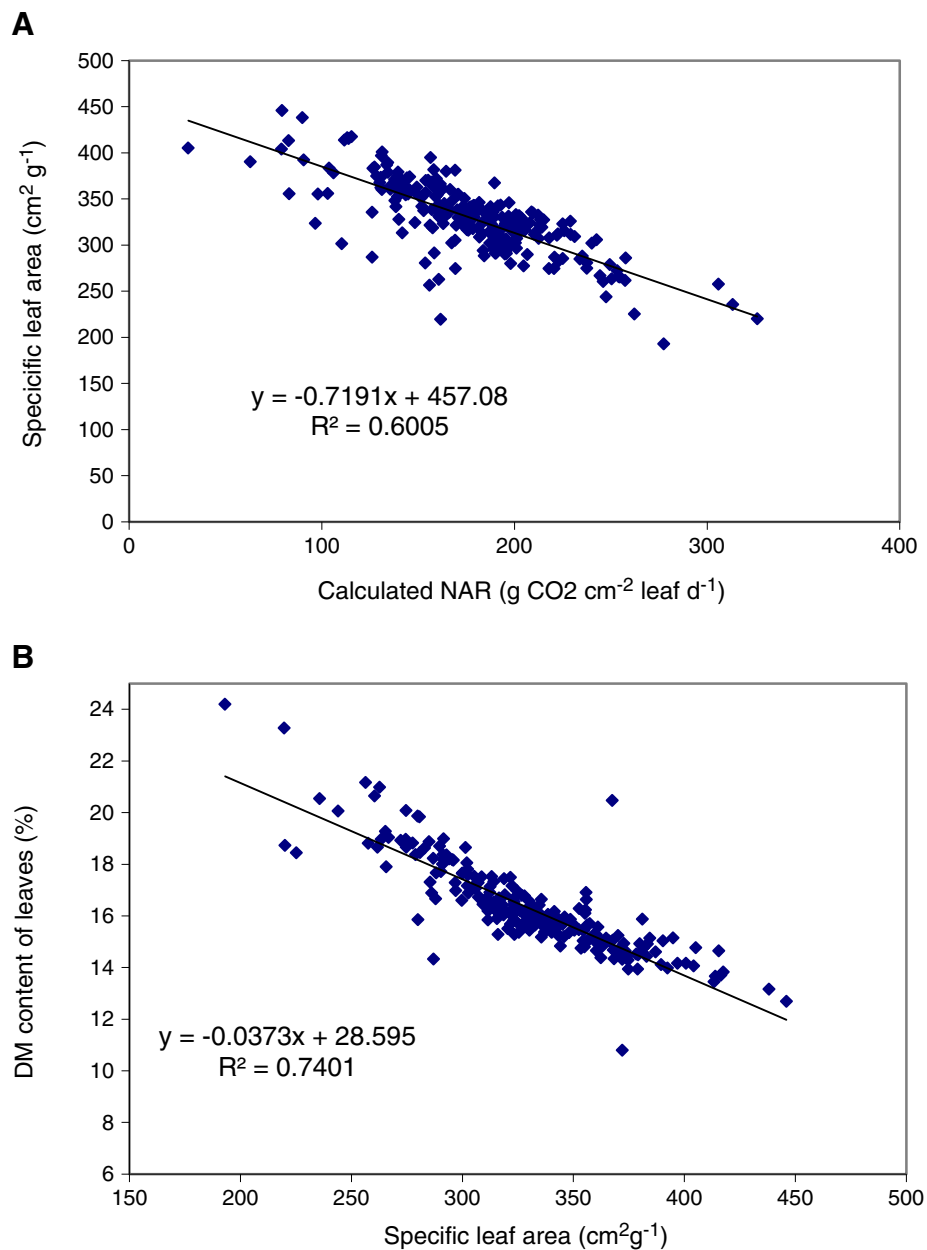 A
500
450
400
350
300
250
200
150
100
50
0
Specicific leaf area (cm² g⁻¹)
y = -0.7191x + 457.08
R² = 0.6005
0 100 200 300 400
Calculated NAR (g CO2 cm⁻² leaf d⁻¹)
B
24
22
20
18
16
14
12
10
8
6
DM content of leaves (%)
y = -0.0373x + 28.595
R² = 0.7401
150 200 250 300 350 400 450 500
Specific leaf area (cm²g⁻¹)